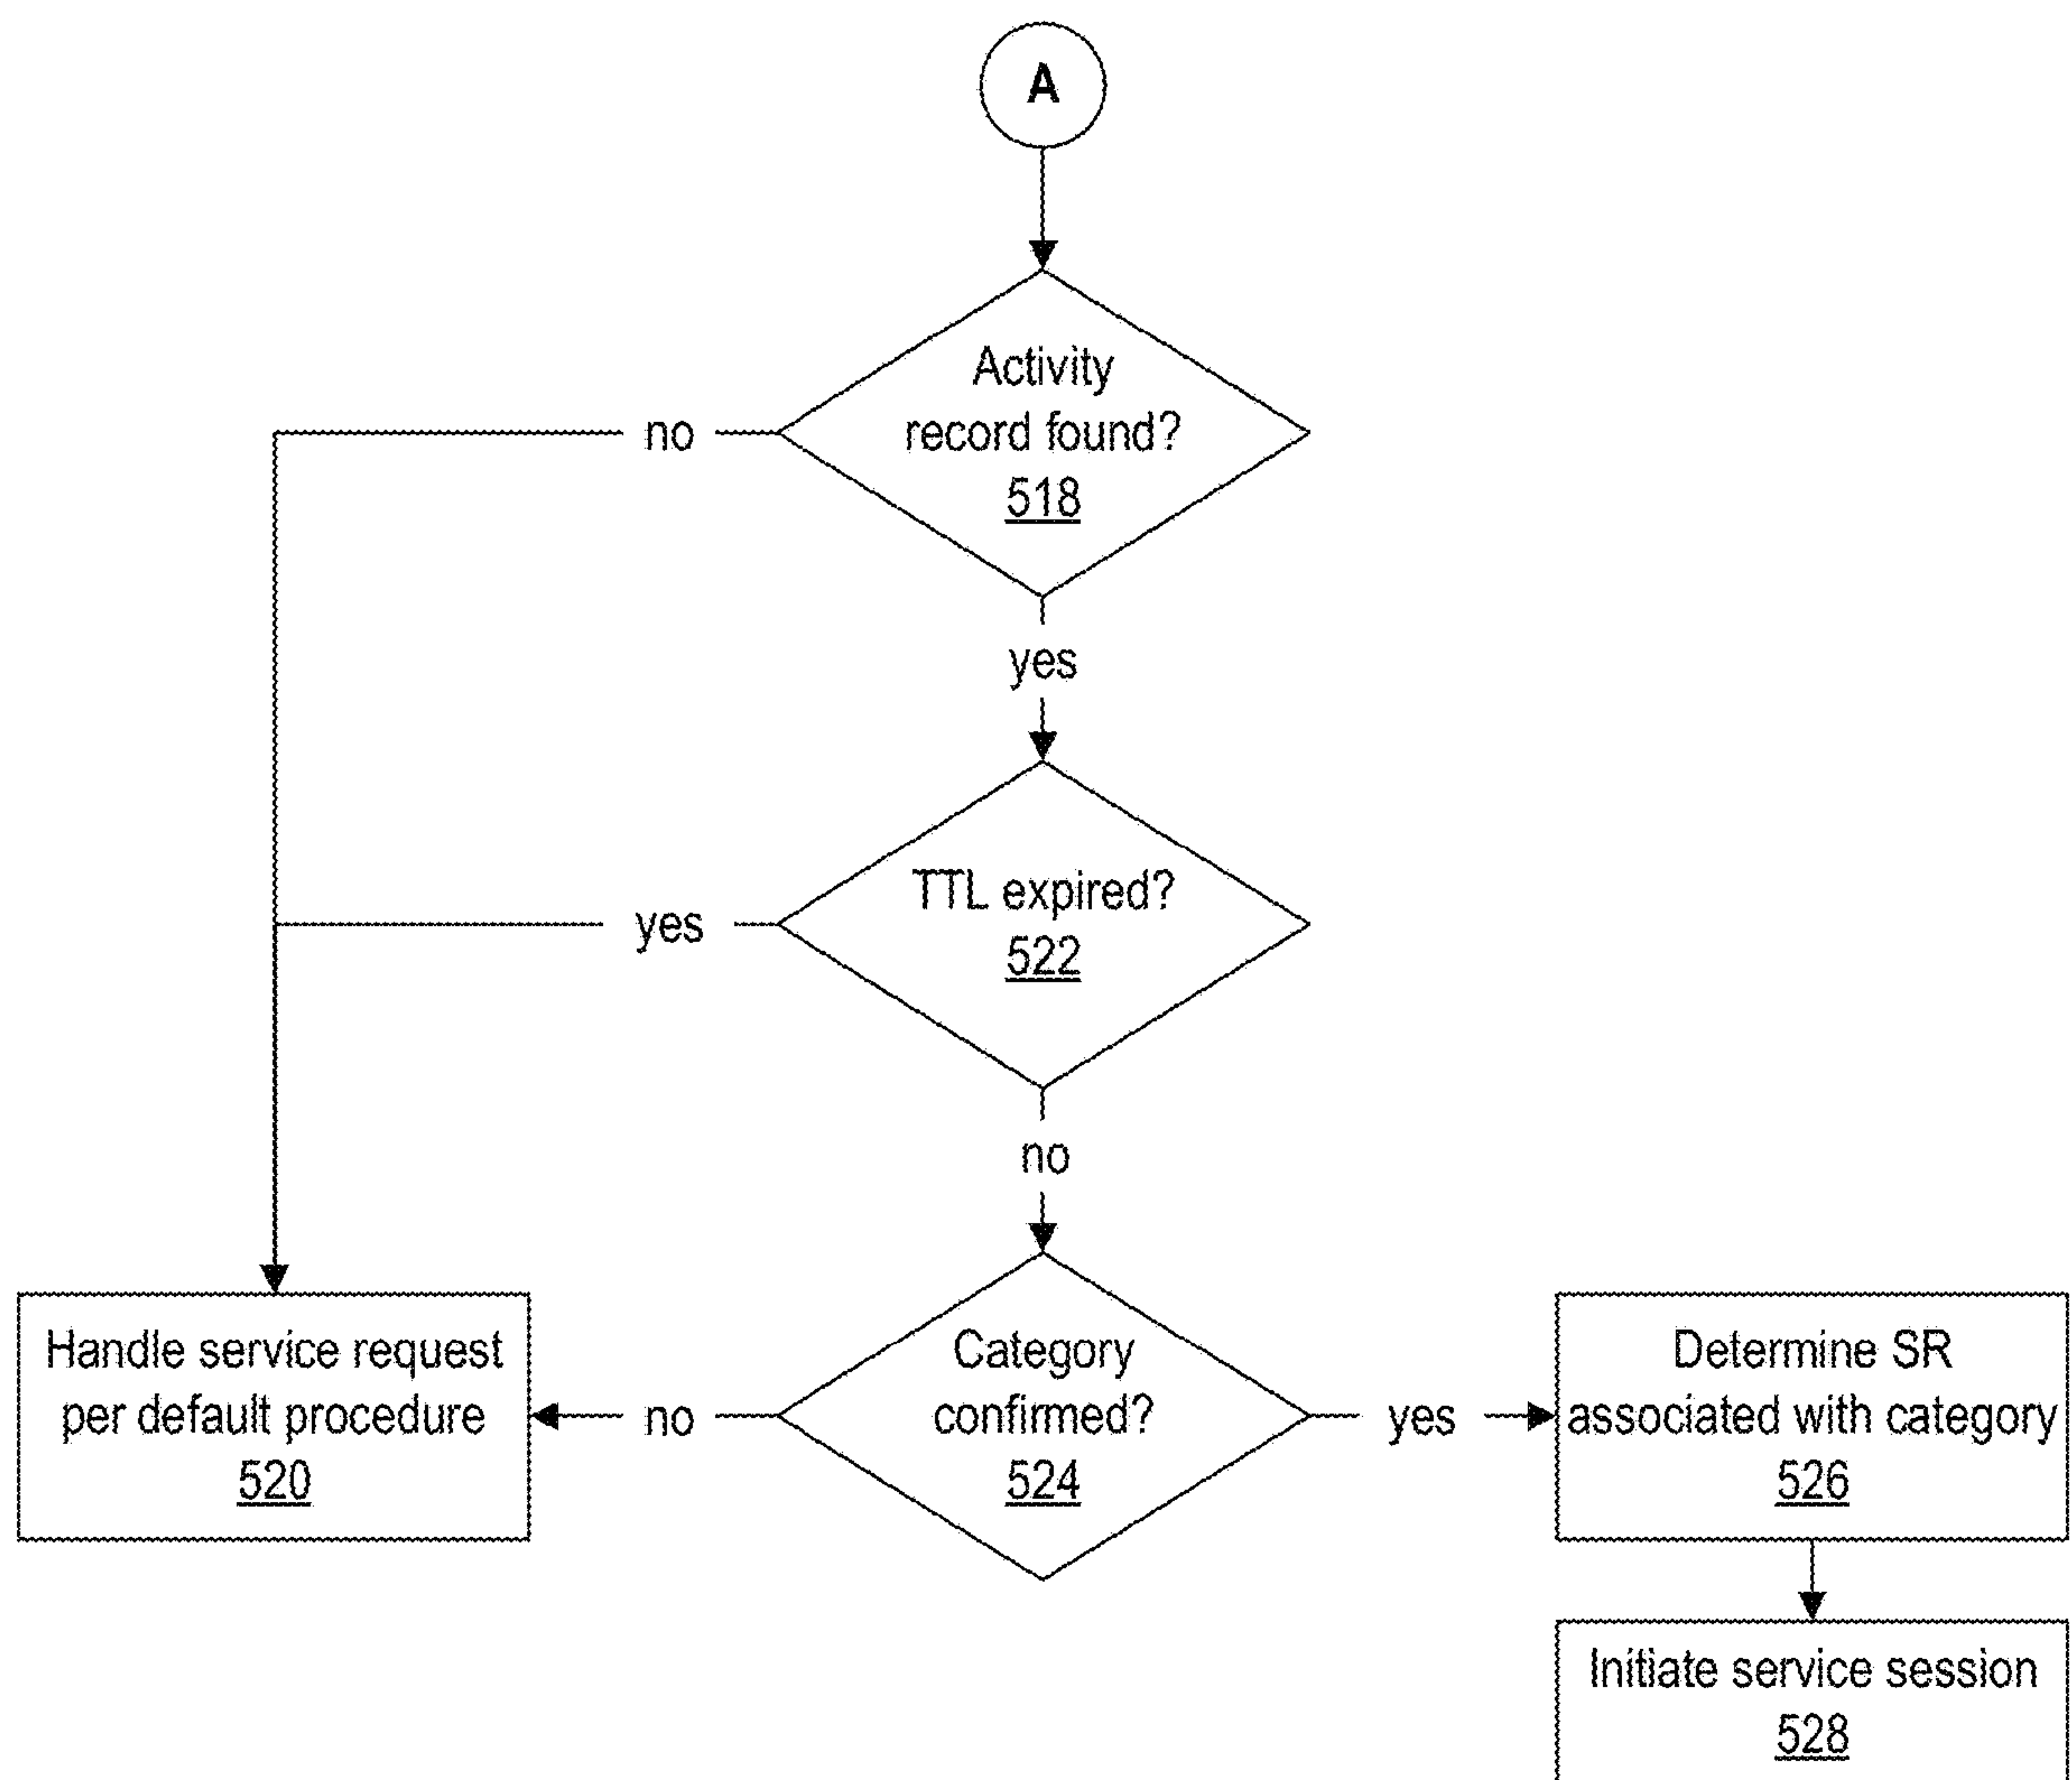 A
Activity
record found?
518
no
yes
TTL expired?
522
yes
no
Handle service request
per default procedure
520
no
Category
confirmed?
524
yes
Determine SR
associated with category
526
Initiate service session
528